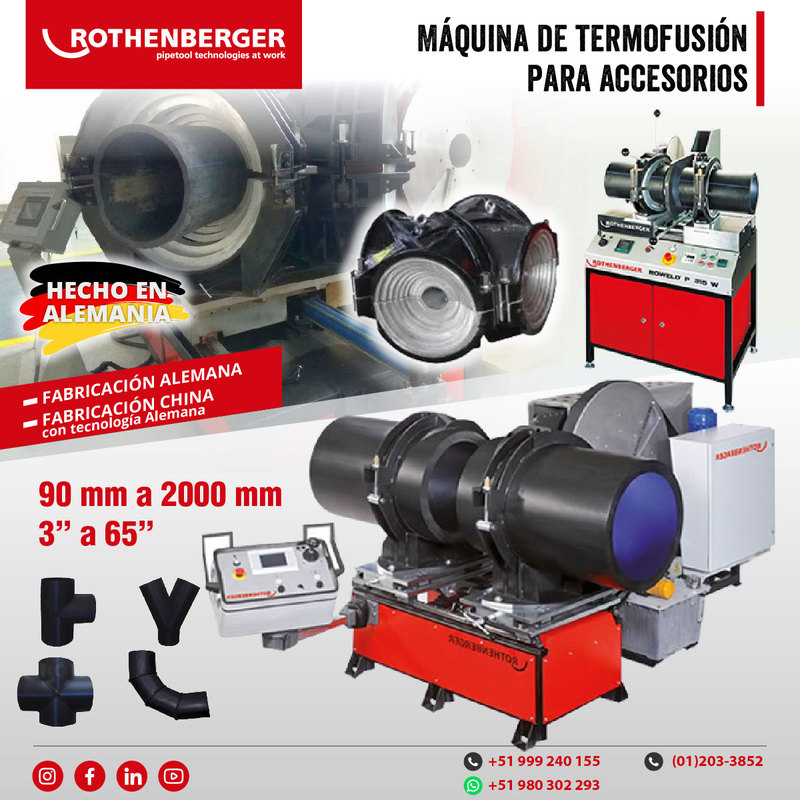 ROTHENBERGER
pipetool technologies at work
MÁQUINA DE TERMOFUSIÓN
PARA ACCESORIOS
ROTHENBERGER
ROTHENBERGER
ROWELD P 315 W
HECHO EN
ALEMANIA
FABRICACIÓN ALEMANA
FABRICACIÓN CHINA
con tecnología Alemana
ROTHENBERGER
90 mm a 2000 mm
3” a 65”
ROTHENBERGER
ROTHENBERGER
+51 999 240 155
(01)203-3852
+51 980 302 293